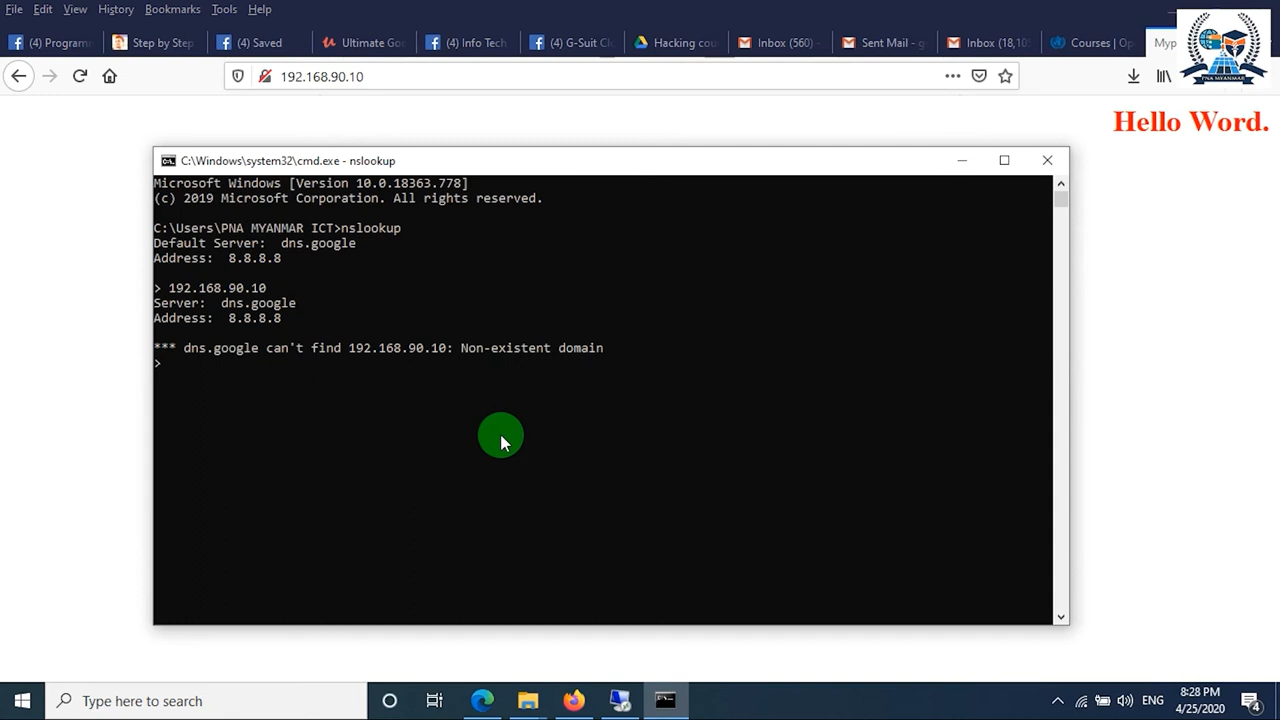 File Edit View History Bookmarks Tools Help
(4) Program
Step by Step
(4) Saved
Ultimate Go
(4) Iyro Te
(4) G-Suit Cl
Hacking cou
Inbox (560) -
Sent Mail - g
Inbox (18,10
Courses | Op
Myp
192.168.90.10
PNA MYANMAR
Hello Word.
C:\Windows\system32\cmd.exe - nslookup
Microsoft Windows [Version 10.0.18363.778]
(c) 2019 Microsoft Corporation. All rights reserved.
C:\Users\PNA MYANMAR ICT>nslookup
Default Server:  dns.google
Address:  8.8.8.8
> 192.168.90.10
Server:  dns.google
Address:  8.8.8.8
*** dns.google can't find 192.168.90.10: Non-existent domain
>
Type here to search
ENG
8:28 PM
4/25/2020
4